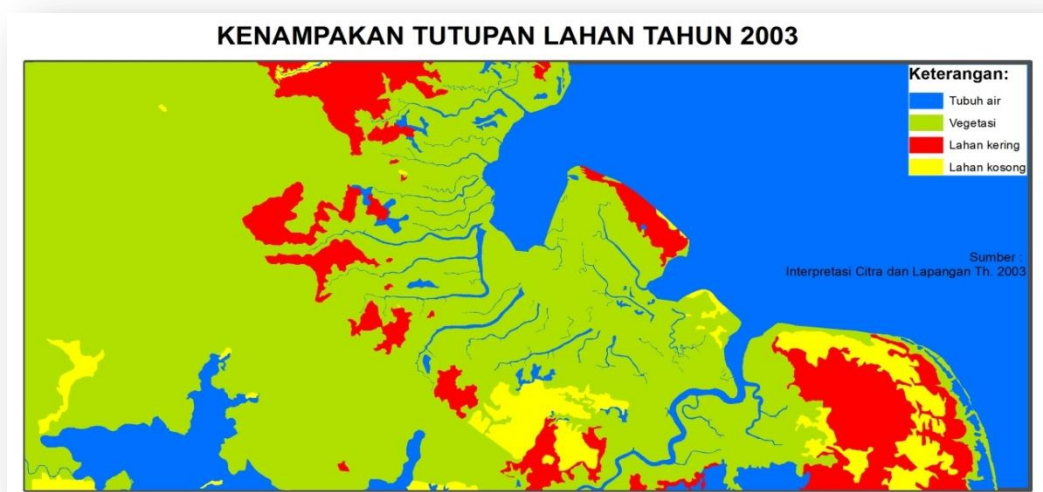 KENAMPAKAN TUTUPAN LAHAN TAHUN 2003
Keterangan:
Tubuh air
Vegetasi
Lahan kering
Lahan kosong
Sumber :
Interpretasi Citra dan Lapangan Th. 2003